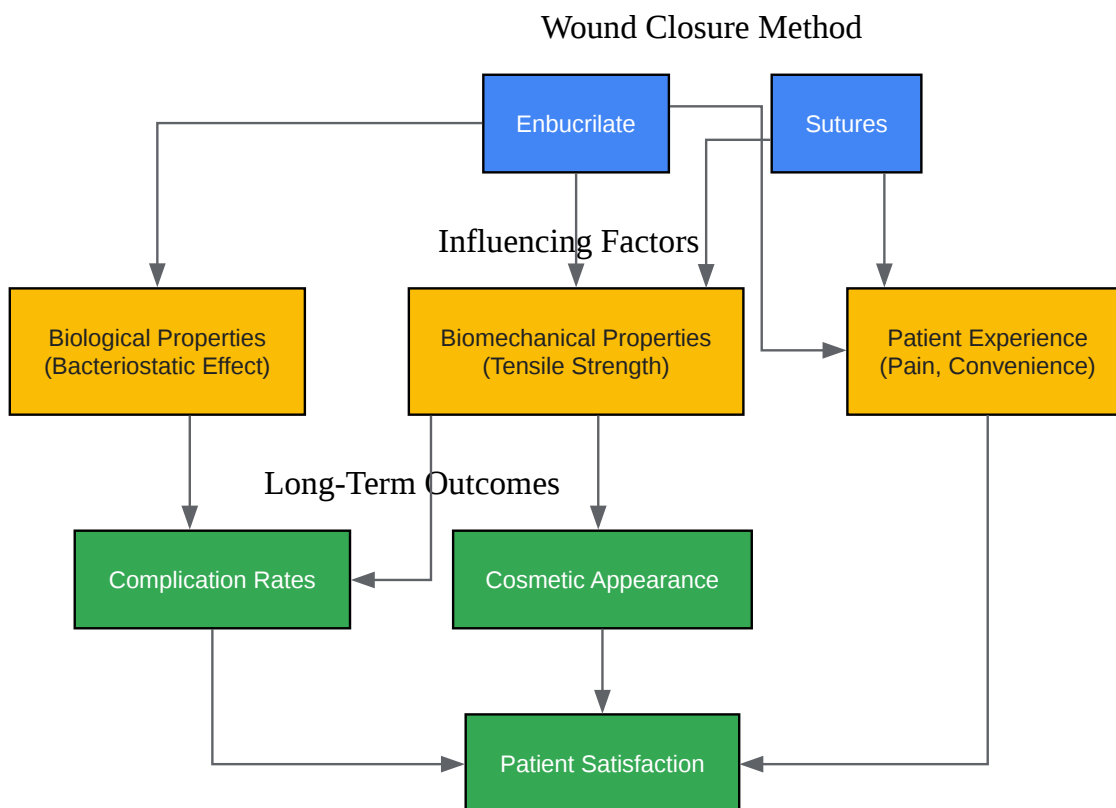 Wound Closure Method
Enbucrilate
Sutures
Influencing Factors
Biological Properties
(Bacteriostatic Effect)
Biomechanical Properties
(Tensile Strength)
Patient Experience
(Pain, Convenience)
Long-Term Outcomes
Complication Rates
Cosmetic Appearance
Patient Satisfaction